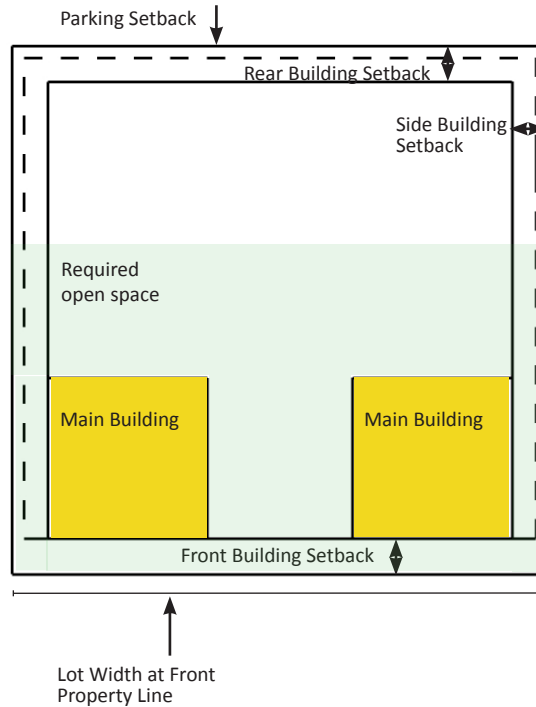 Parking Setback
Rear Building Setback
Side Building
Setback
Required
open space
Main Building
Main Building
Front Building Setback
Lot Width at Front
Property Line